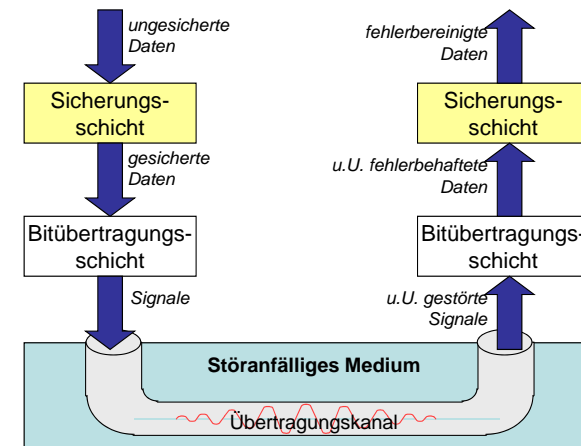 ungesicherte
Daten
Sicherungs-
schicht
gesicherte
Daten
Bitübertragungs-
schicht
Signale
fehlerbereinigte
Daten
Sicherungs-
schicht
u.U. fehlerbehaftete
Daten
Bitübertragungs-
schicht
u.U. gestörte
Signale
Störanfälliges Medium
Übertragungskanal